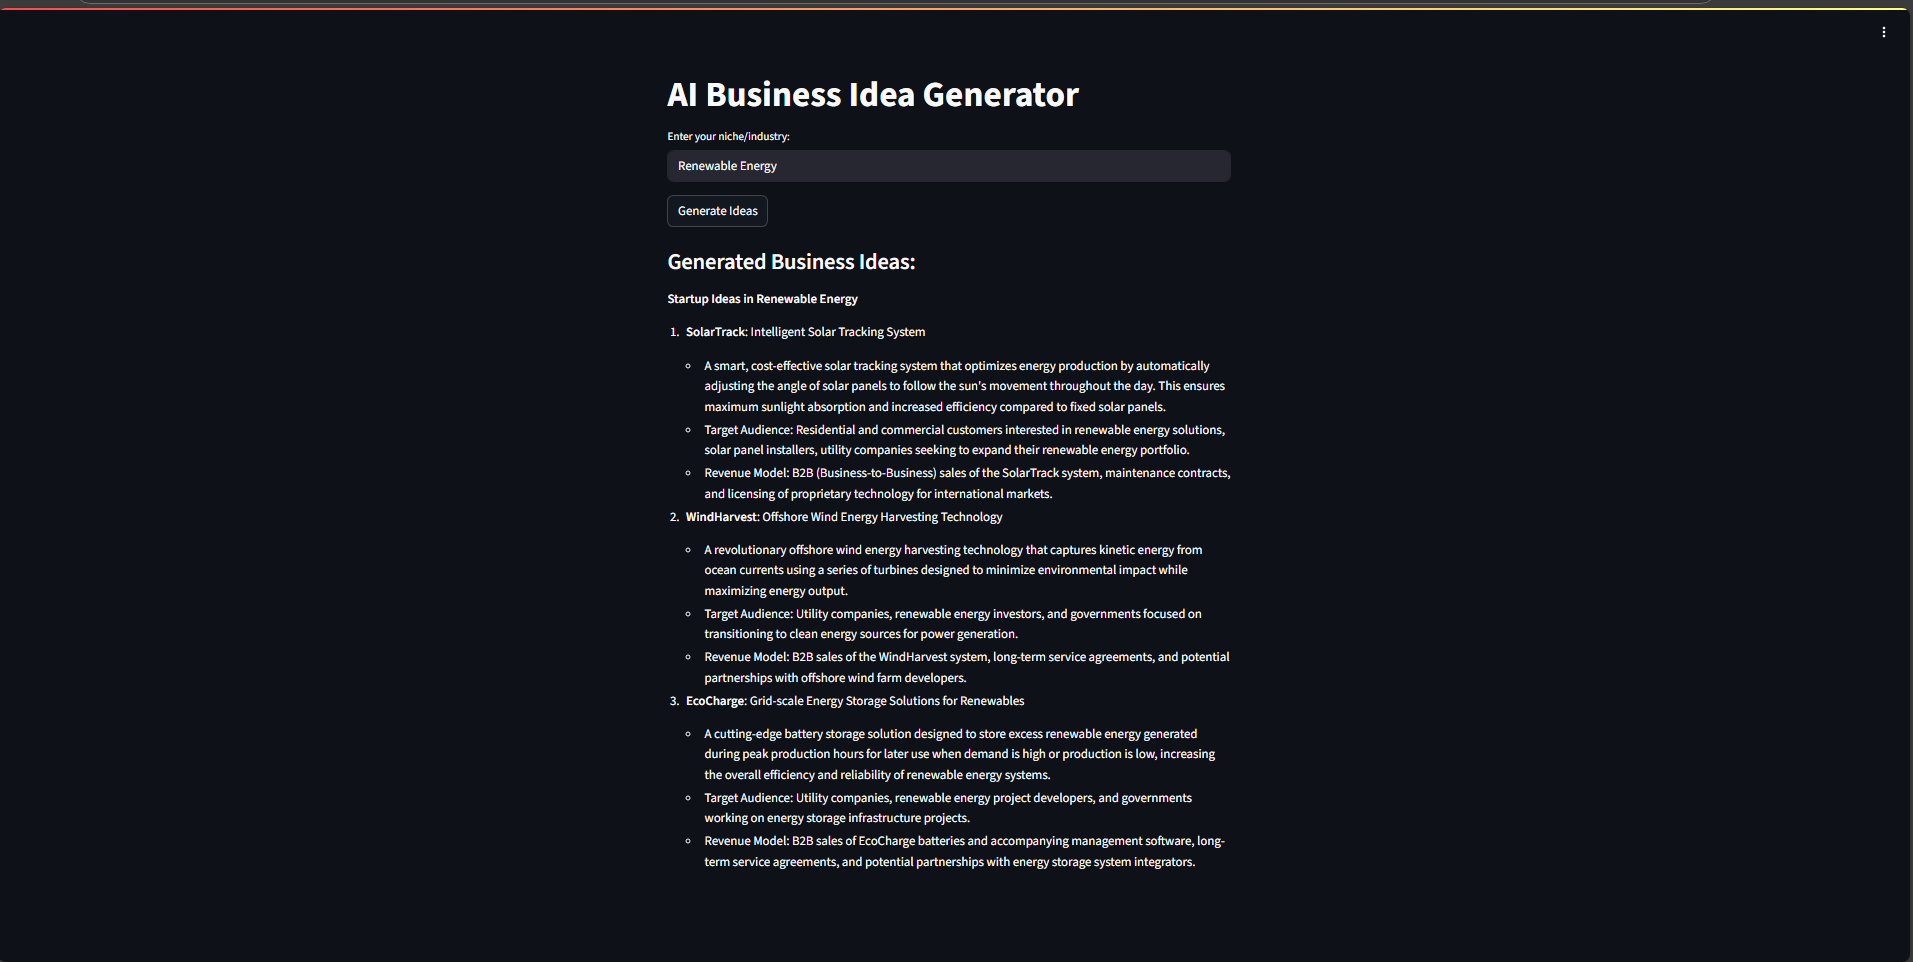 AI Business Idea Generator
Enter your niche/industry:
Renewable Energy
Generate Ideas
Generated Business Ideas:
Startup Ideas in Renewable Energy
1. SolarTrack: Intelligent Solar Tracking System
◦ A smart, cost-effective solar tracking system that optimizes energy production by automatically
adjusting the angle of solar panels to follow the sun's movement throughout the day. This ensures
maximum sunlight absorption and increased efficiency compared to fixed solar panels.
◦ Target Audience: Residential and commercial customers interested in renewable energy solutions,
solar panel installers, utility companies seeking to expand their renewable energy portfolio.
◦ Revenue Model: B2B (Business-to-Business) sales of the SolarTrack system, maintenance contracts,
and licensing of proprietary technology for international markets.
2. WindHarvest: Offshore Wind Energy Harvesting Technology
◦ A revolutionary offshore wind energy harvesting technology that captures kinetic energy from
ocean currents using a series of turbines designed to minimize environmental impact while
maximizing energy output.
◦ Target Audience: Utility companies, renewable energy investors, and governments focused on
transitioning to clean energy sources for power generation.
◦ Revenue Model: B2B sales of the WindHarvest system, long-term service agreements, and potential
partnerships with offshore wind farm developers.
3. EcoCharge: Grid-scale Energy Storage Solutions for Renewables
◦ A cutting-edge battery storage solution designed to store excess renewable energy generated
during peak production hours for later use when demand is high or production is low, increasing
the overall efficiency and reliability of renewable energy systems.
◦ Target Audience: Utility companies, renewable energy project developers, and governments
working on energy storage infrastructure projects.
◦ Revenue Model: B2B sales of EcoCharge batteries and accompanying management software, long-
term service agreements, and potential partnerships with energy storage system integrators.